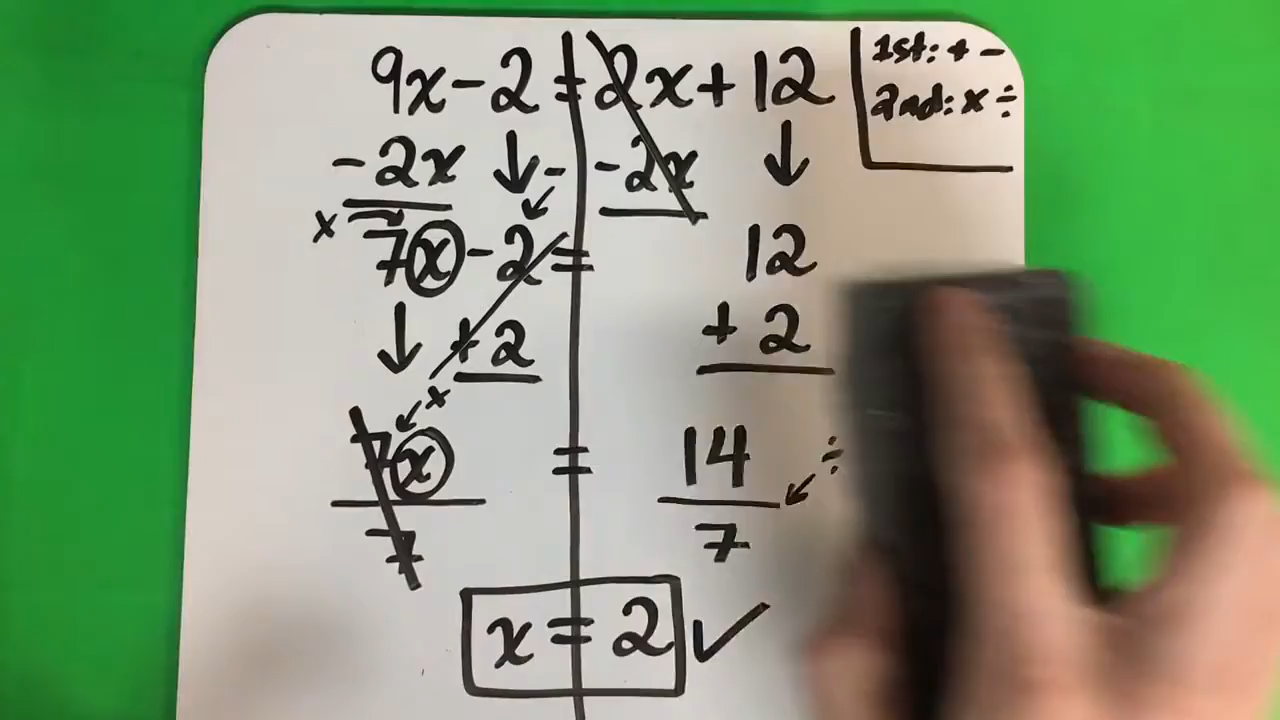 9x - 2 = 2x + 12
1st: + -
2nd: x ÷
- 2x ↓ - - 2x ↓
x 7x - 2 = 12
↓ + 2 + 2
x
7x = 14 ÷
7 7
x = 2 ✓